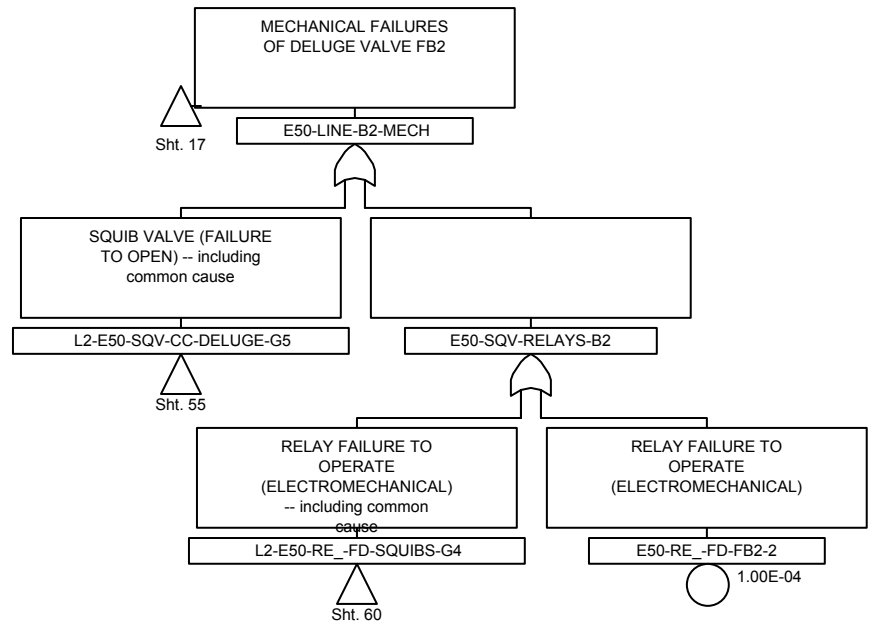 MECHANICAL FAILURES
OF DELUGE VALVE FB2
Sht. 17
E50-LINE-B2-MECH
SQUIB VALVE (FAILURE
TO OPEN) -- including
common cause
L2-E50-SQV-CC-DELUGE-G5
E50-SQV-RELAYS-B2
Sht. 55
RELAY FAILURE TO
OPERATE
(ELECTROMECHANICAL)
-- including common
cause
RELAY FAILURE TO
OPERATE
(ELECTROMECHANICAL)
L2-E50-RE_-FD-SQUIBS-G4
E50-RE_-FD-FB2-2
1.00E-04
Sht. 60